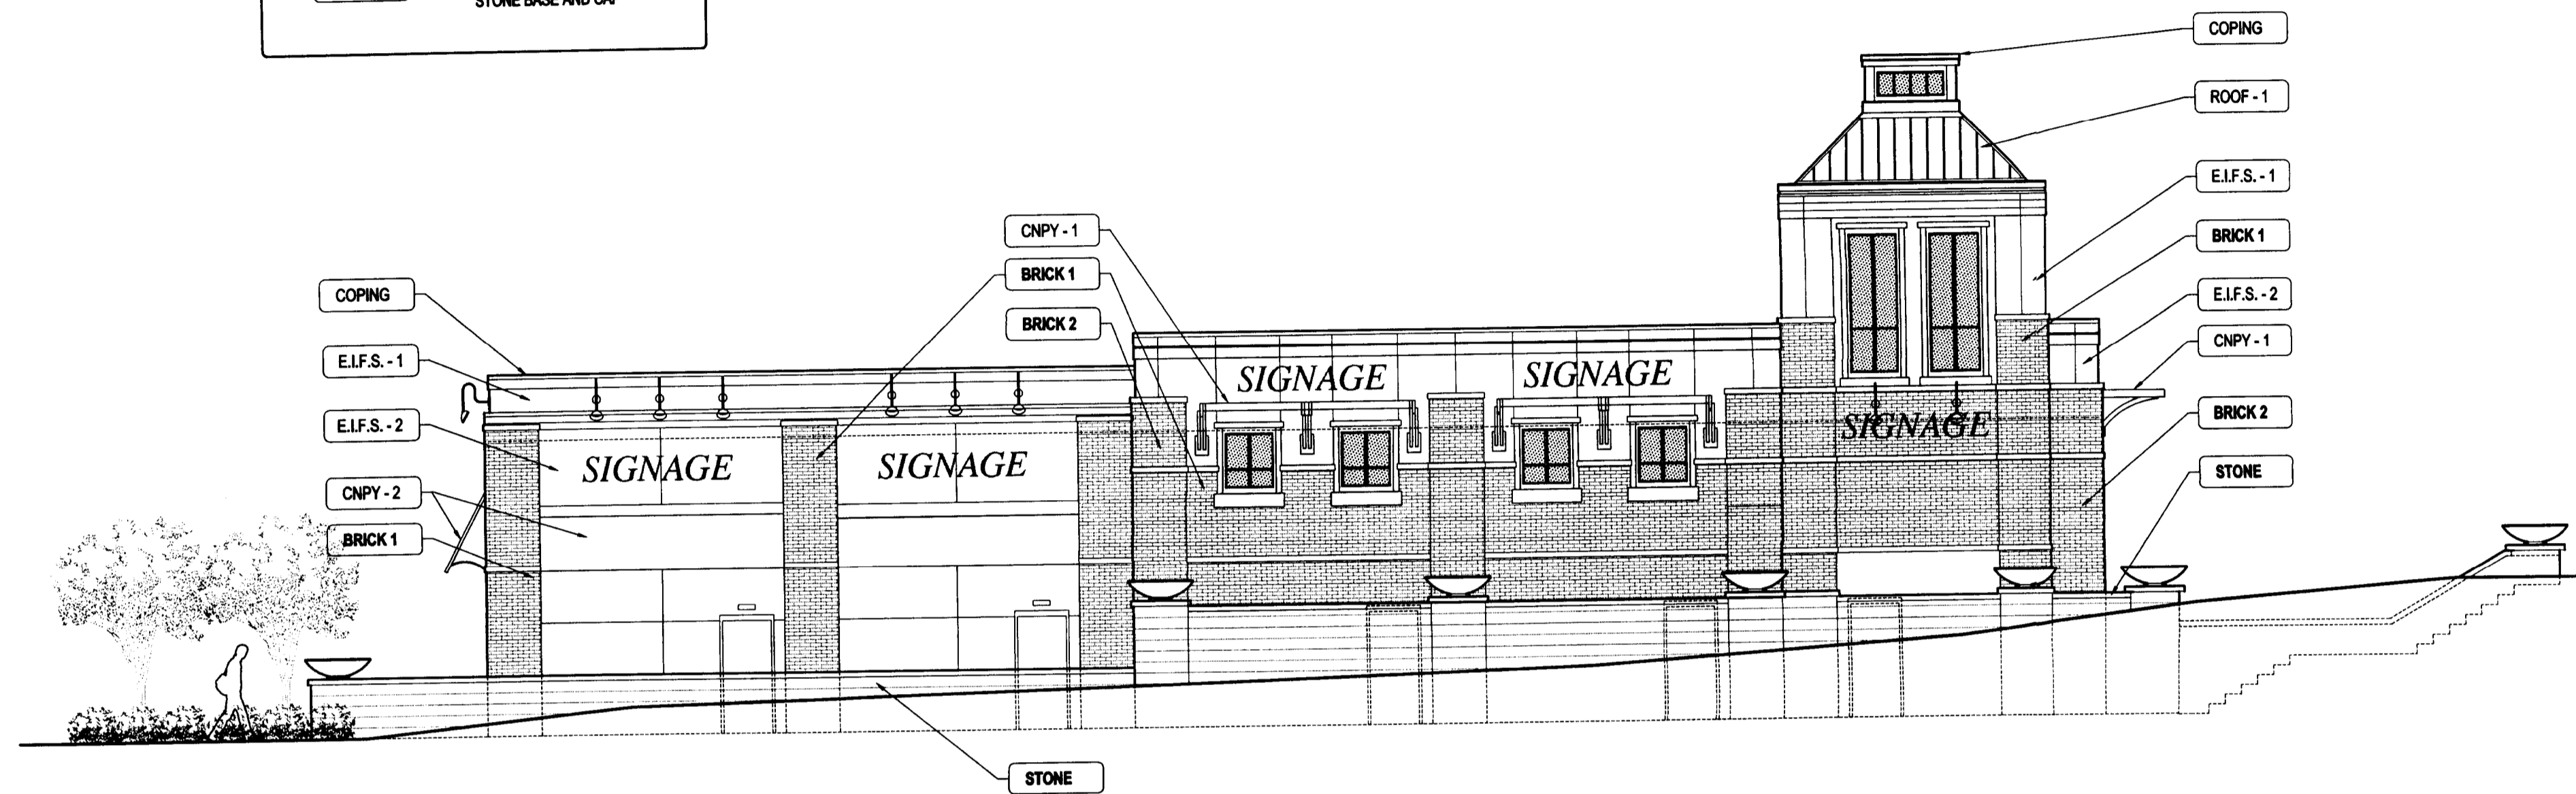 STONE BASE AND CAP
COPING
ROOF - 1
E.I.F.S. - 1
BRICK 1
E.I.F.S. - 2
CNPY - 1
BRICK 2
STONE
CNPY - 1
BRICK 1
BRICK 2
COPING
E.I.F.S. - 1
E.I.F.S. - 2
CNPY - 2
BRICK 1
SIGNAGE
SIGNAGE
SIGNAGE
SIGNAGE
SIGNAGE
STONE